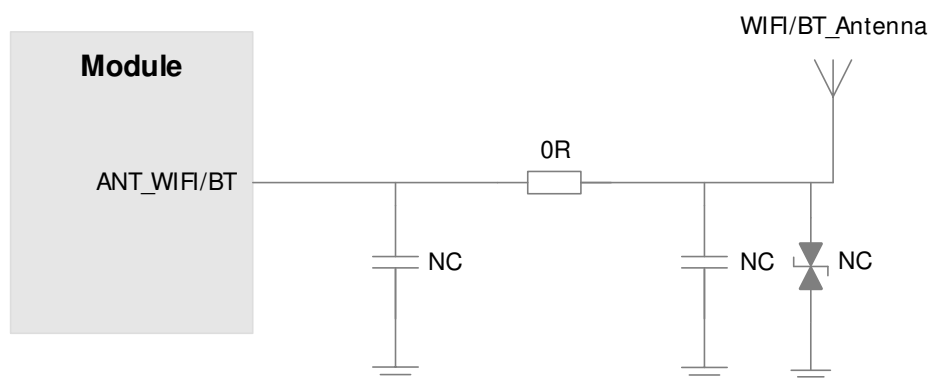 WIFI/BT_Antenna
Module
0R
ANT_WIFI/BT
NC
NC
NC